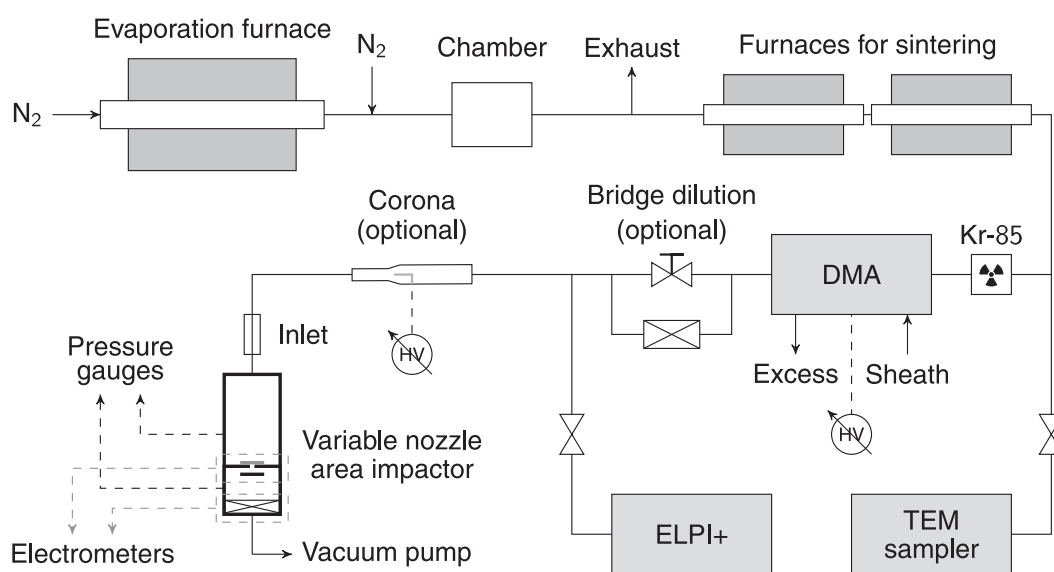 Evaporation furnace
N₂
N₂
Chamber
Exhaust
Furnaces for sintering
Corona
(optional)
Bridge dilution
(optional)
Kr-85
DMA
HV
Inlet
Excess
Sheath
HV
Pressure
gauges
Variable nozzle
area impactor
Electrometers
Vacuum pump
ELPI+
TEM
sampler